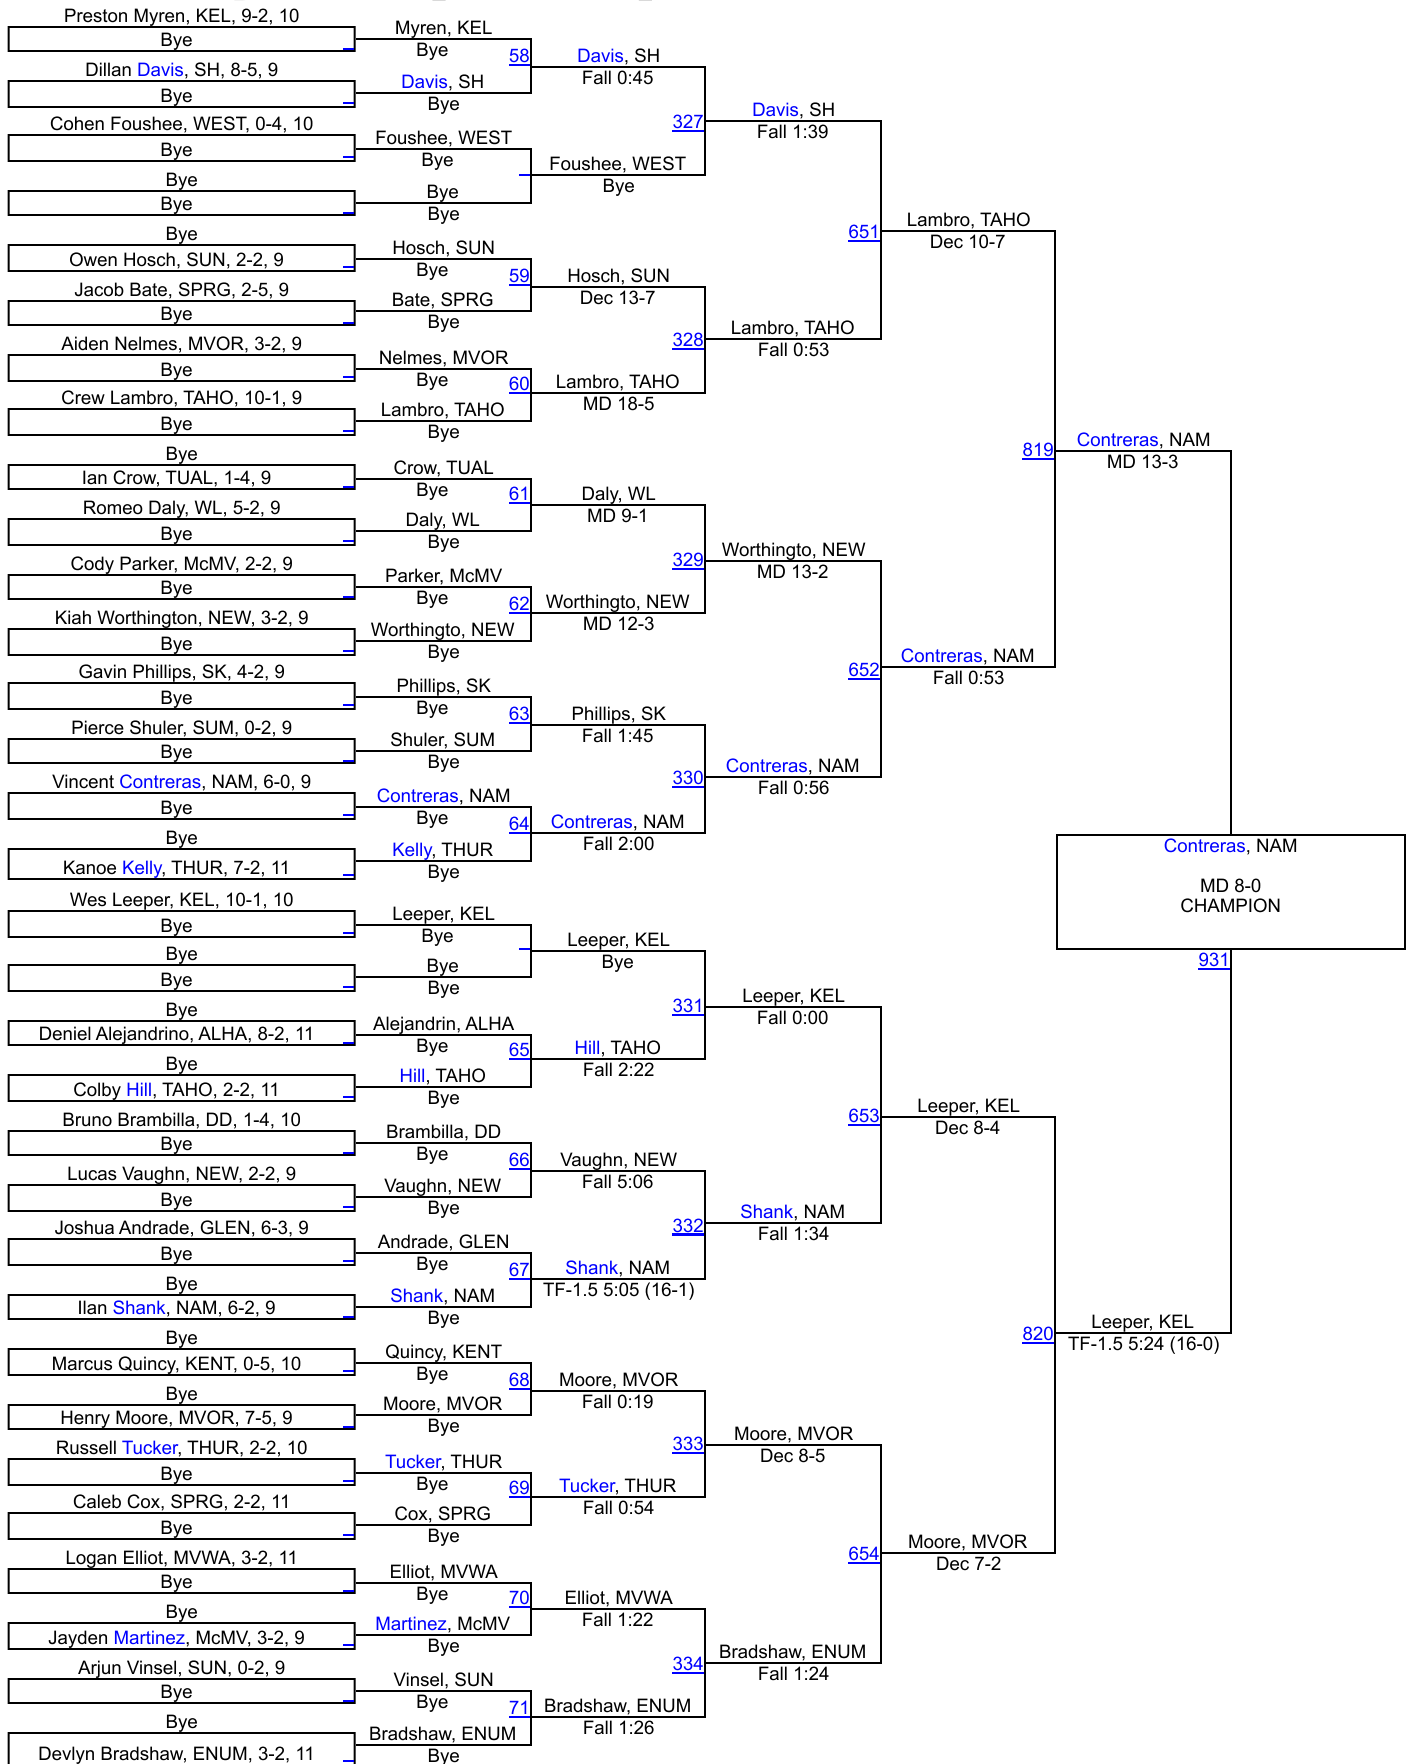 Preston Myren, KEL, 9-2, 10
Bye
Dillan Davis, SH, 8-5, 9
Bye
Cohen Foushee, WEST, 0-4, 10
Bye
Bye
Bye
Bye
Owen Hosch, SUN, 2-2, 9
Jacob Bate, SPRG, 2-5, 9
Bye
Aiden Nelmes, MVOR, 3-2, 9
Bye
Crew Lambro, TAHO, 10-1, 9
Bye
Bye
Ian Crow, TUAL, 1-4, 9
Romeo Daly, WL, 5-2, 9
Bye
Cody Parker, McMV, 2-2, 9
Bye
Kiah Worthington, NEW, 3-2, 9
Bye
Gavin Phillips, SK, 4-2, 9
Bye
Pierce Shuler, SUM, 0-2, 9
Bye
Vincent Contreras, NAM, 6-0, 9
Bye
Bye
Kanoe Kelly, THUR, 7-2, 11
Wes Leeper, KEL, 10-1, 10
Bye
Bye
Bye
Bye
Deniel Alejandrino, ALHA, 8-2, 11
Bye
Colby Hill, TAHO, 2-2, 11
Bruno Brambilla, DD, 1-4, 10
Bye
Lucas Vaughn, NEW, 2-2, 9
Bye
Joshua Andrade, GLEN, 6-3, 9
Bye
Bye
Ilan Shank, NAM, 6-2, 9
Bye
Marcus Quincy, KENT, 0-5, 10
Bye
Henry Moore, MVOR, 7-5, 9
Russell Tucker, THUR, 2-2, 10
Bye
Caleb Cox, SPRG, 2-2, 11
Bye
Logan Elliot, MVWA, 3-2, 11
Bye
Bye
Jayden Martinez, McMV, 3-2, 9
Arjun Vinsel, SUN, 0-2, 9
Bye
Bye
Devlyn Bradshaw, ENUM, 3-2, 11
Myren, KEL
Bye
58
Davis, SH
Bye
Foushee, WEST
Bye
Bye
Bye
Hosch, SUN
Bye
59
Bate, SPRG
Bye
Nelmes, MVOR
Bye
60
Lambro, TAHO
Bye
Crow, TUAL
Bye
61
Daly, WL
Bye
Parker, McMV
Bye
62
Worthingto, NEW
Bye
Phillips, SK
Bye
63
Shuler, SUM
Bye
Contreras, NAM
Bye
64
Kelly, THUR
Bye
Leeper, KEL
Bye
Bye
Bye
Alejandrin, ALHA
Bye
65
Hill, TAHO
Bye
Brambilla, DD
Bye
66
Vaughn, NEW
Bye
Andrade, GLEN
Bye
67
Shank, NAM
Bye
Quincy, KENT
Bye
68
Moore, MVOR
Bye
Tucker, THUR
Bye
69
Cox, SPRG
Bye
Elliot, MVWA
Bye
70
Martinez, McMV
Bye
Vinsel, SUN
Bye
71
Bradshaw, ENUM
Bye
Davis, SH
Fall 0:45
327
Foushee, WEST
Bye
Hosch, SUN
Dec 13-7
328
Lambro, TAHO
MD 18-5
Daly, WL
MD 9-1
329
Worthingto, NEW
MD 12-3
Phillips, SK
Fall 1:45
330
Contreras, NAM
Fall 2:00
Leeper, KEL
Bye
331
Hill, TAHO
Fall 2:22
Vaughn, NEW
Fall 5:06
332
Shank, NAM
TF-1.5 5:05 (16-1)
Moore, MVOR
Fall 0:19
333
Tucker, THUR
Fall 0:54
Elliot, MVWA
Fall 1:22
334
Bradshaw, ENUM
Fall 1:26
Davis, SH
Fall 1:39
651
Lambro, TAHO
Fall 0:53
Worthingto, NEW
MD 13-2
652
Contreras, NAM
Fall 0:56
Leeper, KEL
Fall 0:00
653
Shank, NAM
Fall 1:34
Moore, MVOR
Dec 8-5
654
Bradshaw, ENUM
Fall 1:24
Lambro, TAHO
Dec 10-7
819
Contreras, NAM
Fall 0:53
Leeper, KEL
Dec 8-4
820
Moore, MVOR
Dec 7-2
Contreras, NAM
MD 13-3
Contreras, NAM
MD 8-0
CHAMPION
931
Leeper, KEL
TF-1.5 5:24 (16-0)